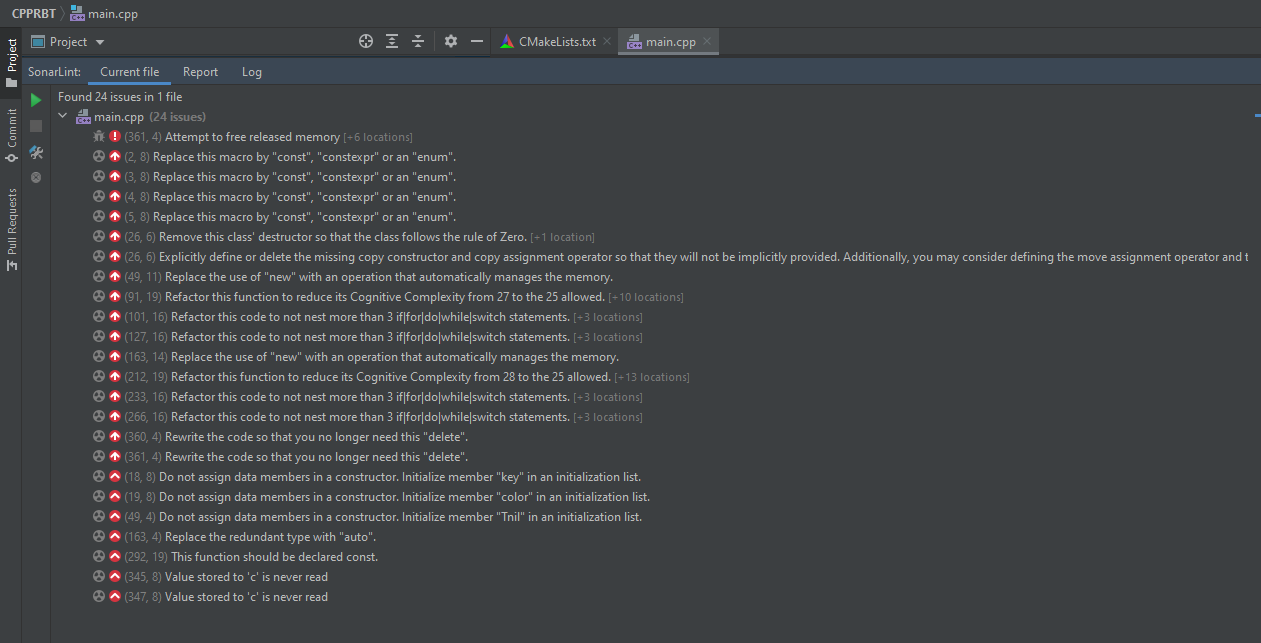 CPPRBT main.cpp
Project
CMakeLists.txt
main.cpp
Project
Commit
Pull Requests
SonarLint: Current file Report Log
Found 24 issues in 1 file
main.cpp (24 issues)
(361, 4) Attempt to free released memory [+6 locations]
(2, 8) Replace this macro by "const", "constexpr" or an "enum".
(3, 8) Replace this macro by "const", "constexpr" or an "enum".
(4, 8) Replace this macro by "const", "constexpr" or an "enum".
(5, 8) Replace this macro by "const", "constexpr" or an "enum".
(26, 6) Remove this class' destructor so that the class follows the rule of Zero. [+1 location]
(26, 6) Explicitly define or delete the missing copy constructor and copy assignment operator so that they will not be implicitly provided. Additionally, you may consider defining the move assignment operator and t
(49, 11) Replace the use of "new" with an operation that automatically manages the memory.
(91, 19) Refactor this function to reduce its Cognitive Complexity from 27 to the 25 allowed. [+10 locations]
(101, 16) Refactor this code to not nest more than 3 if|for|do|while|switch statements. [+3 locations]
(127, 16) Refactor this code to not nest more than 3 if|for|do|while|switch statements. [+3 locations]
(163, 14) Replace the use of "new" with an operation that automatically manages the memory.
(212, 19) Refactor this function to reduce its Cognitive Complexity from 28 to the 25 allowed. [+13 locations]
(233, 16) Refactor this code to not nest more than 3 if|for|do|while|switch statements. [+3 locations]
(266, 16) Refactor this code to not nest more than 3 if|for|do|while|switch statements. [+3 locations]
(360, 4) Rewrite the code so that you no longer need this "delete".
(361, 4) Rewrite the code so that you no longer need this "delete".
(18, 8) Do not assign data members in a constructor. Initialize member "key" in an initialization list.
(19, 8) Do not assign data members in a constructor. Initialize member "color" in an initialization list.
(49, 4) Do not assign data members in a constructor. Initialize member "Tnil" in an initialization list.
(163, 4) Replace the redundant type with "auto".
(292, 19) This function should be declared const.
(345, 8) Value stored to 'c' is never read
(347, 8) Value stored to 'c' is never read